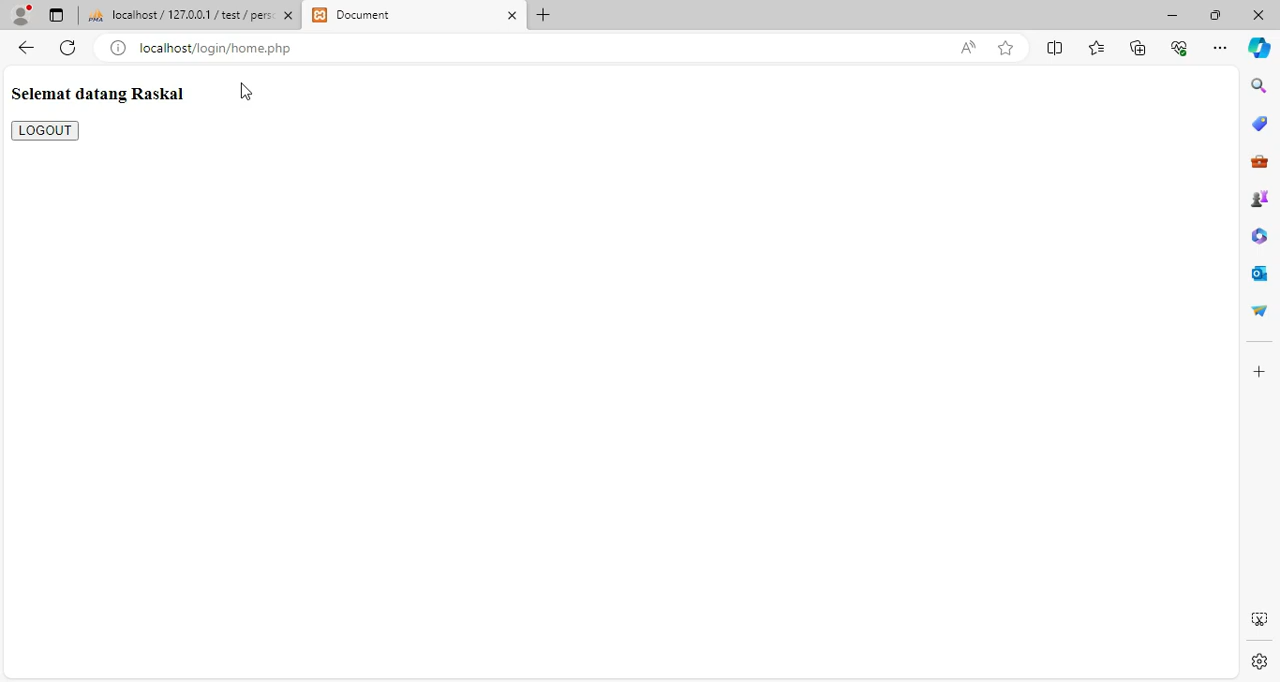 localhost / 127.0.0.1 / test / pers
Document
localhost/login/home.php
Selemat datang Raskal
LOGOUT